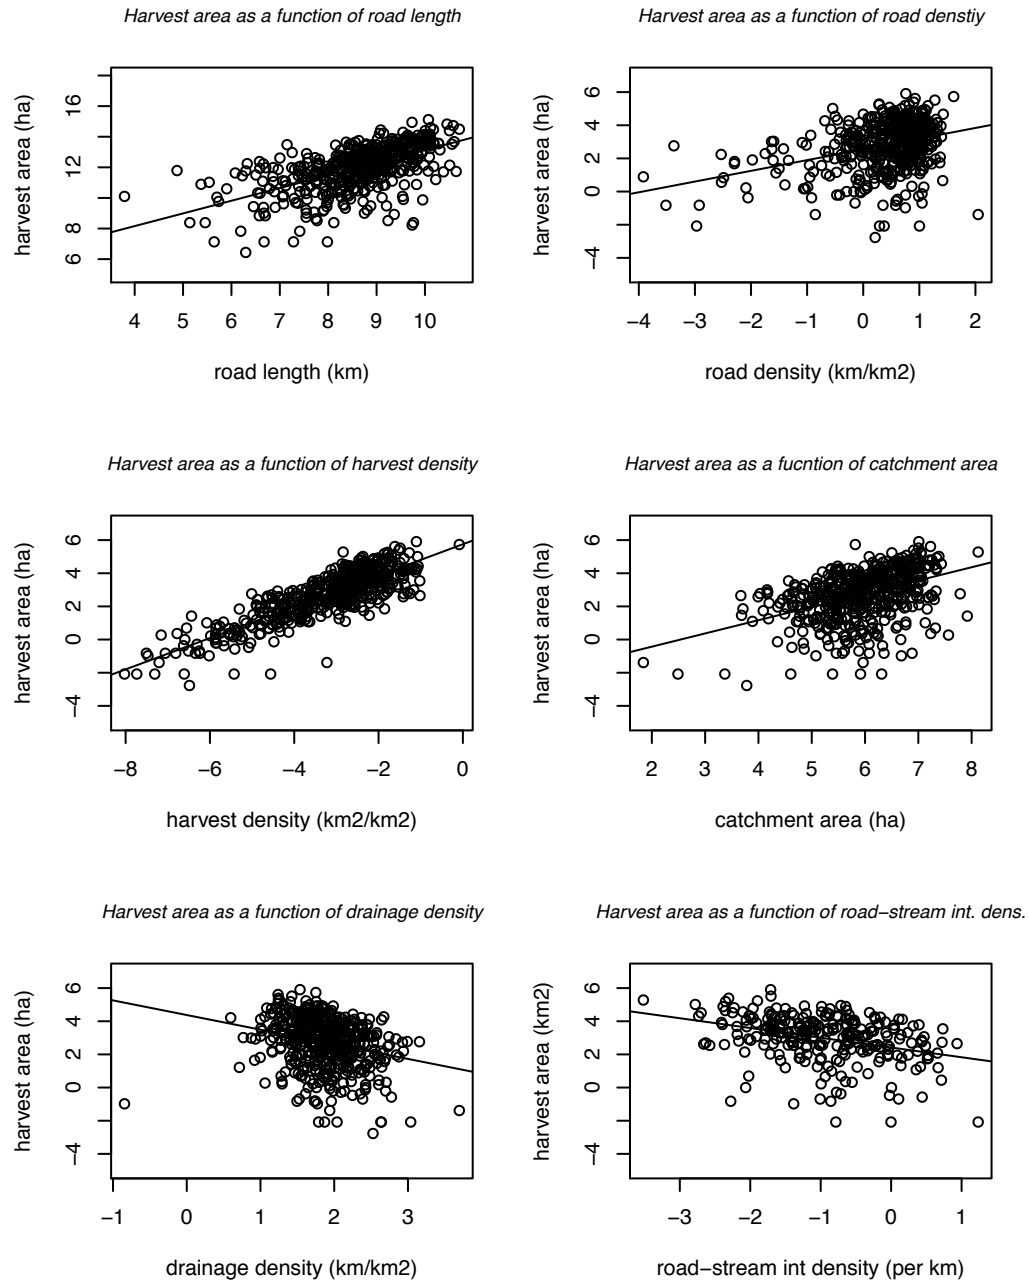 Harvest area as a function of road length
harvest area (ha)
16
12
8
6
4 5 6 7 8 9 10
road length (km)
Harvest area as a function of road denstiy
harvest area (ha)
6
4
2
0
−4
−4 −3 −2 −1 0 1 2
road density (km/km2)
Harvest area as a function of harvest density
harvest area (ha)
6
4
2
0
−4
−8 −6 −4 −2 0
harvest density (km2/km2)
Harvest area as a fucntion of catchment area
harvest area (ha)
6
4
2
0
−4
2 3 4 5 6 7 8
catchment area (ha)
Harvest area as a function of drainage density
harvest area (ha)
6
4
2
0
−4
−1 0 1 2 3
drainage density (km/km2)
Harvest area as a function of road−stream int. dens.
harvest area (km2)
6
4
2
0
−4
−3 −2 −1 0 1
road−stream int density (per km)